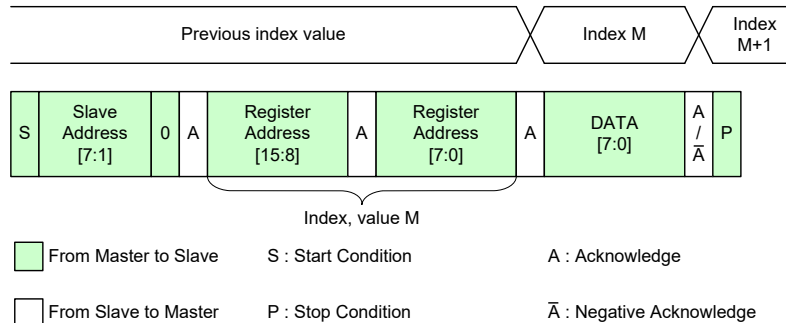 Previous index value
Index M
Index
M+1
S
Slave
Address
[7:1]
0
A
Register
Address
[15:8]
A
Register
Address
[7:0]
A
DATA
[7:0]
A
/
A̅
P
Index, value M
From Master to Slave
S : Start Condition
A : Acknowledge
From Slave to Master
P : Stop Condition
A̅ : Negative Acknowledge